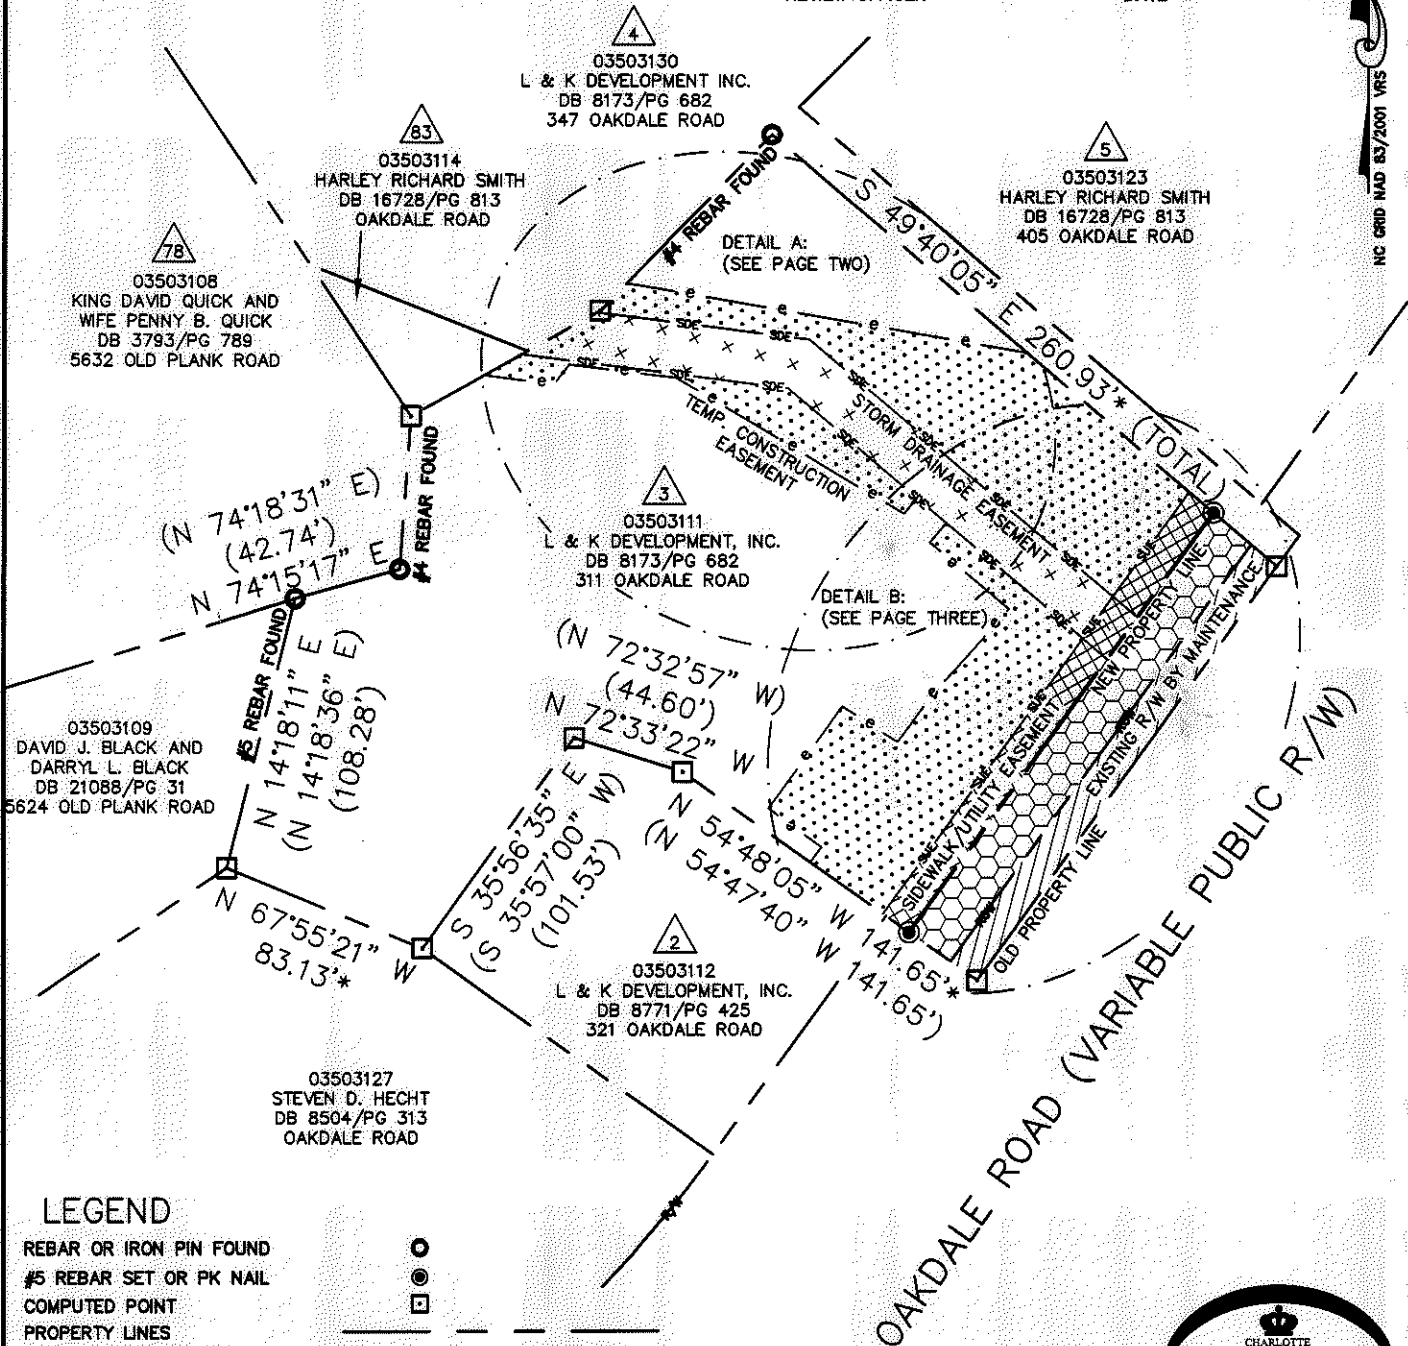 4
03503130
L & K DEVELOPMENT INC.
DB 8173/PG 682
347 OAKDALE ROAD
NC GRID NAD 83/2001 VRS
83
03503114
HARLEY RICHARD SMITH
DB 16728/PG 813
OAKDALE ROAD
#4 REBAR FOUND
5
03503123
HARLEY RICHARD SMITH
DB 16728/PG 813
405 OAKDALE ROAD
78
03503108
KING DAVID QUICK AND
WIFE PENNY B. QUICK
DB 3793/PG 789
5632 OLD PLANK ROAD
DETAIL A:
(SEE PAGE TWO)
S 49°40'05" E 260.93'* (TOTAL)
TEMP CONSTRUCTION
EASEMENT
STORM DRAINAGE EASEMENT
#4 REBAR FOUND
(N 74°18'31" E)
(42.74')
N 74°15'17" E
3
03503111
L & K DEVELOPMENT, INC.
DB 8173/PG 682
311 OAKDALE ROAD
DETAIL B:
(SEE PAGE THREE)
#5 REBAR FOUND
N 14°18'11" E
(N 14°18'36" E)
(108.28')
(N 72°32'57" W)
(44.60')
N 72°33'22" W
SIDEWALK/UTILITY EASEMENT
NEW PROPERTY LINE
EXISTING R/W BY MAINTENANCE
OLD PROPERTY LINE
03503109
DAVID J. BLACK AND
DARRYL L. BLACK
DB 21088/PG 31
5624 OLD PLANK ROAD
S 35°56'35" E
(S 35°57'00" W)
(101.53')
N 54°48'05" W 141.65'*
(N 54°47'40" W 141.65')
N 67°55'21" W
83.13'*
2
03503112
L & K DEVELOPMENT, INC.
DB 8771/PG 425
321 OAKDALE ROAD
OAKDALE ROAD (VARIABLE PUBLIC R/W)
03503127
STEVEN D. HECHT
DB 8504/PG 313
OAKDALE ROAD
LEGEND
REBAR OR IRON PIN FOUND
#5 REBAR SET OR PK NAIL
COMPUTED POINT
PROPERTY LINES
CHARLOTTE